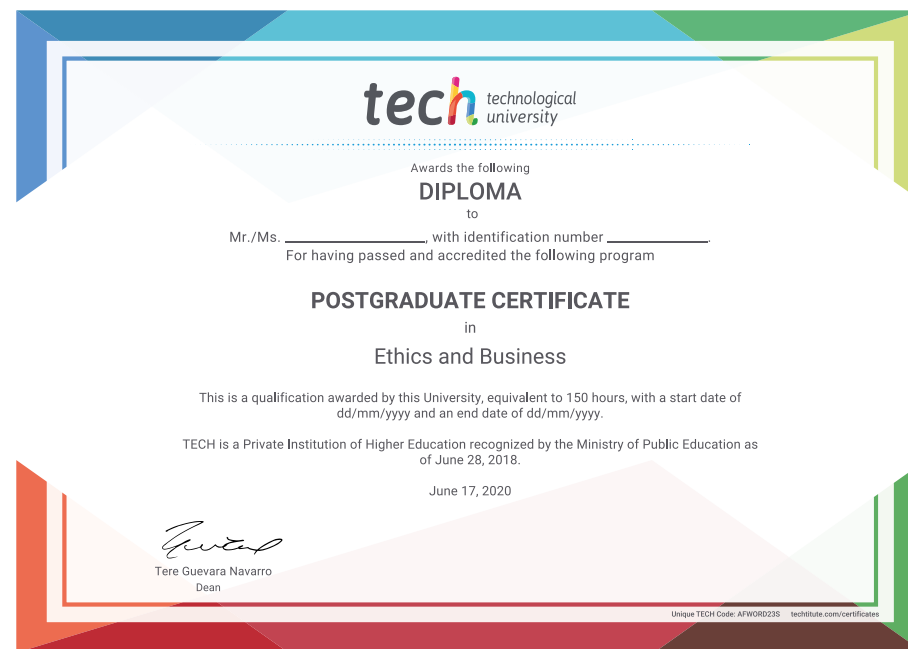 tech technological
university
Awards the following
DIPLOMA
to
Mr./Ms. ____________________, with identification number ______________.
For having passed and accredited the following program
POSTGRADUATE CERTIFICATE
in
Ethics and Business
This is a qualification awarded by this University, equivalent to 150 hours, with a start date of
dd/mm/yyyy and an end date of dd/mm/yyyy.
TECH is a Private Institution of Higher Education recognized by the Ministry of Public Education as
of June 28, 2018.
June 17, 2020
Tere Guevara Navarro
Dean
Unique TECH Code: AFWORD23S techtitute.com/certificates